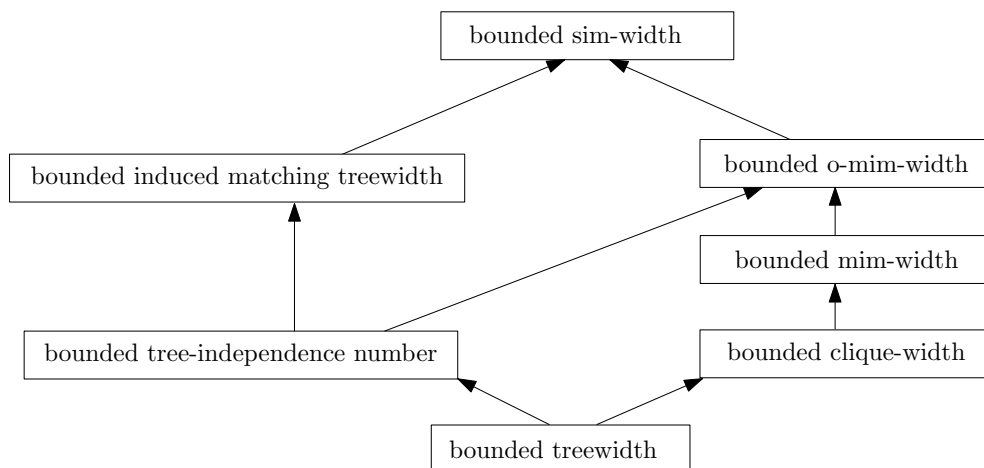 bounded sim-width
bounded o-mim-width
bounded induced matching treewidth
bounded mim-width
bounded tree-independence number
bounded clique-width
bounded treewidth